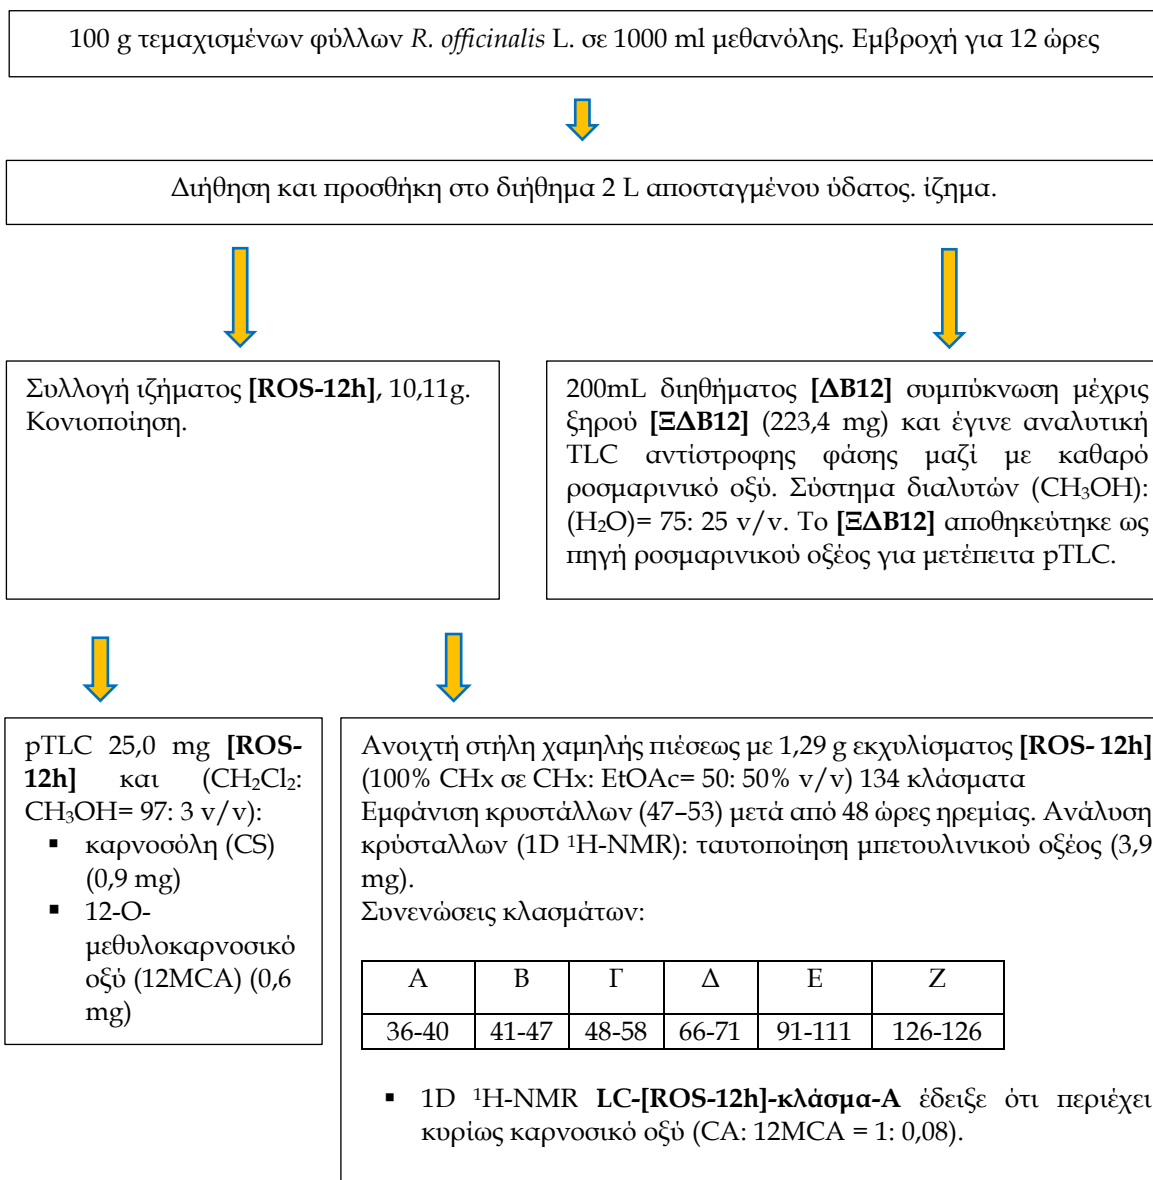 100 g τεμαχισμένων φύλλων R. officinalis L. σε 1000 ml μεθανόλης. Εμβροχή για 12 ώρες
Διήθηση και προσθήκη στο διήθημα 2 L αποσταγμένου ύδατος. ίζημα.
Συλλογή ιζήματος [ROS-12h], 10,11g.
Κονιοποίηση.
200mL διηθήματος [ΔΒ12] συμπύκνωση μέχρις
ξηρού [ΞΔΒ12] (223,4 mg) και έγινε αναλυτική
TLC αντίστροφης φάσης μαζί με καθαρό
ροσμαρινικό οξύ. Σύστημα διαλυτών (CH₃OH):
(H₂O)= 75: 25 v/v. Το [ΞΔΒ12] αποθηκεύτηκε ως
πηγή ροσμαρινικού οξέος για μετέπειτα pTLC.
pTLC 25,0 mg [ROS-
12h] και (CH₂Cl₂:
CH₃OH= 97: 3 v/v):
▪ καρνοσόλη (CS)
(0,9 mg)
▪ 12-O-
μεθυλοκαρνοσικό
οξύ (12MCA) (0,6
mg)
Ανοιχτή στήλη χαμηλής πιέσεως με 1,29 g εκχυλίσματος [ROS- 12h]
(100% CHx σε CHx: EtOAc= 50: 50% v/v) 134 κλάσματα
Εμφάνιση κρυστάλλων (47–53) μετά από 48 ώρες ηρεμίας. Ανάλυση
κρύσταλλων (1D ¹H-NMR): ταυτοποίηση μπετουλινικού οξέος (3,9
mg).
Συνενώσεις κλασμάτων:
Α Β Γ Δ Ε Ζ
36-40 41-47 48-58 66-71 91-111 126-126
▪ 1D ¹H-NMR LC-[ROS-12h]-κλάσμα-Α έδειξε ότι περιέχει
κυρίως καρνοσικό οξύ (CA: 12MCA = 1: 0,08).